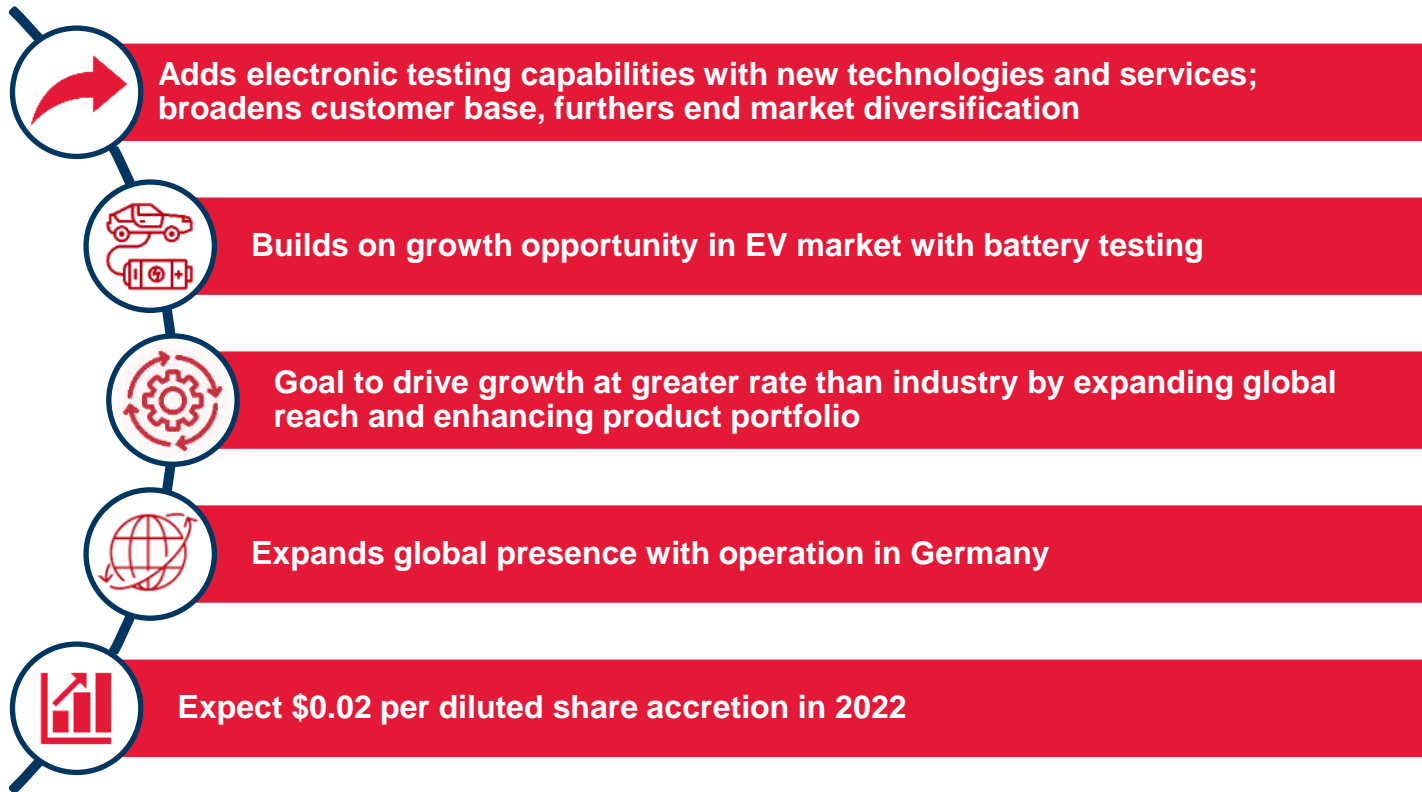 Adds electronic testing capabilities with new technologies and services;
broadens customer base, furthers end market diversification
Builds on growth opportunity in EV market with battery testing
Goal to drive growth at greater rate than industry by expanding global
reach and enhancing product portfolio
Expands global presence with operation in Germany
Expect $0.02 per diluted share accretion in 2022